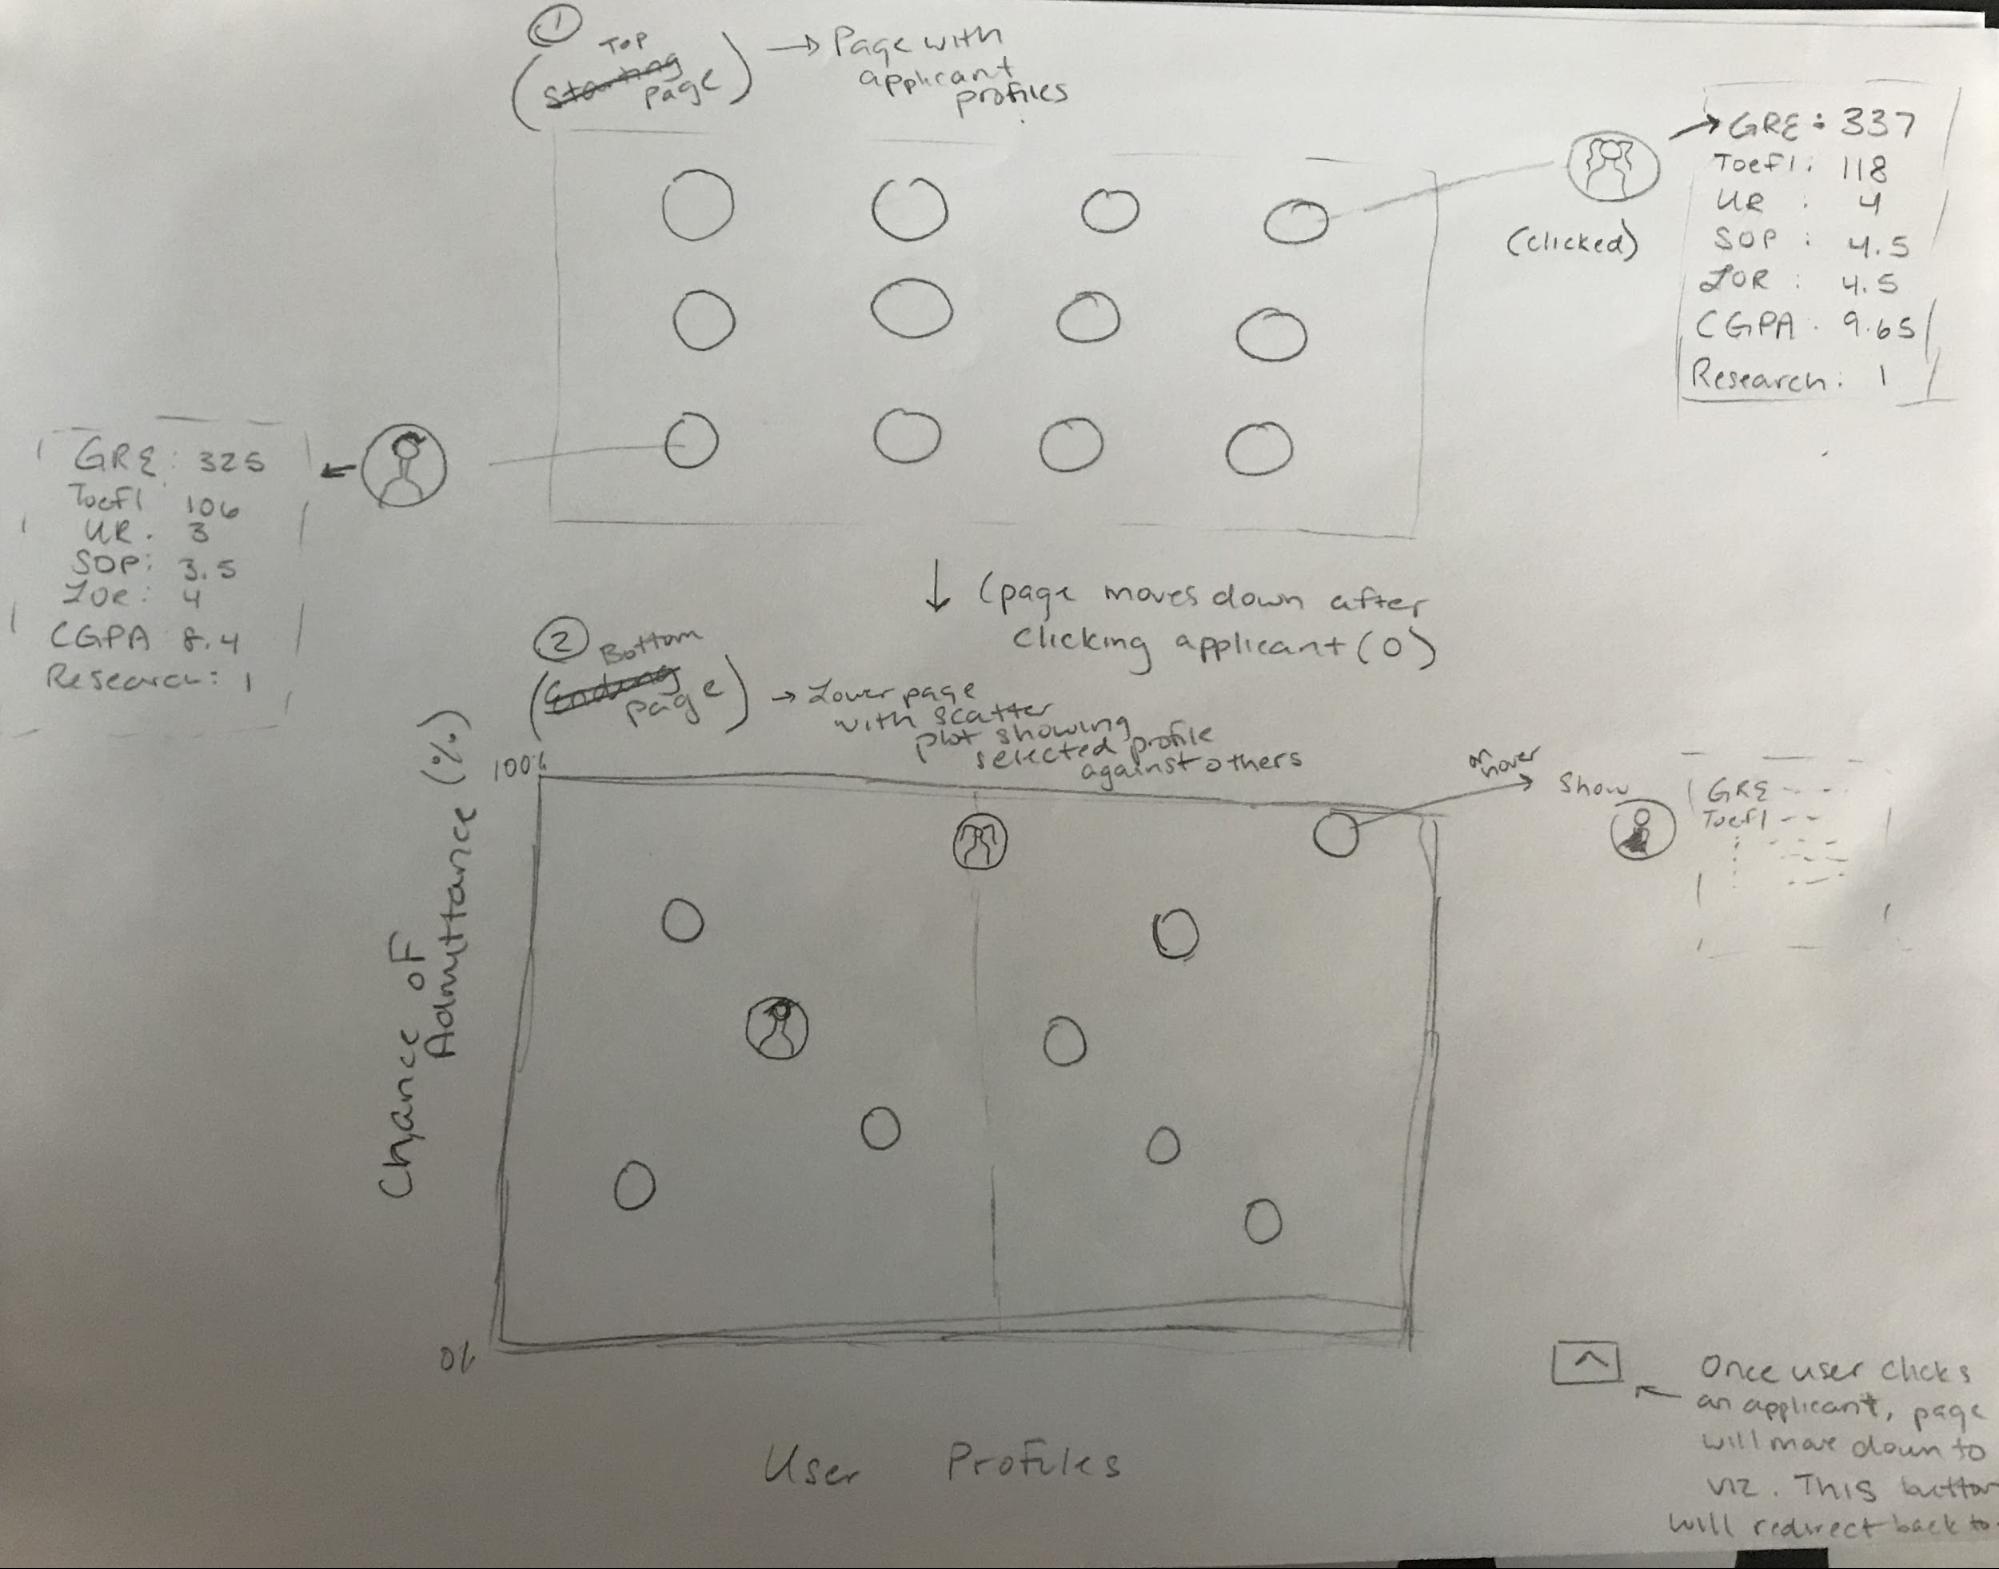 1
TOP
(Starting page) → Page with
applicant
profiles
→ GRE: 337
Toefl: 118
UR : 4
SOP : 4.5
LOR : 4.5
CGPA. 9.65
Research: 1
(clicked)
GRE: 325
Toefl 106
UR. 3
SOP: 3.5
LOR: 4
CGPA 8.4
Research: 1
↓ (page moves down after
clicking applicant (O)
2
Bottom
(Ending page) → Lower page
with scatter
plot showing
selected profile
against others
100%
on hover
Show
GRE - - -
Toefl - -
Chance of
Admittance (%)
0%
User Profiles
Once user clicks
an applicant, page
will move down to
viz. This button
will redirect back to